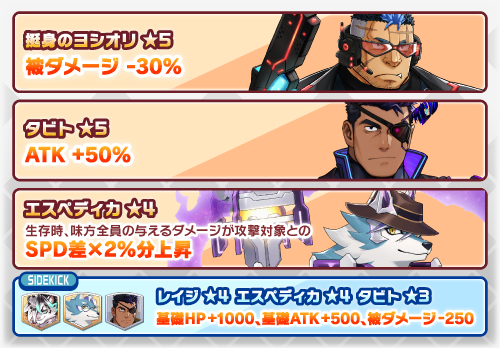 挺身のヨシオリ ★5
被ダメージ -30%
タビト ★5
ATK +50%
エスペディカ ★4
生存時、味方全員の与えるダメージが攻撃対象との
SPD差×2%分上昇
SIDEKICK
レイジ ★4 エスペディカ ★4 タビト ★3
基礎HP+1000、基礎ATK+500、被ダメージ-250